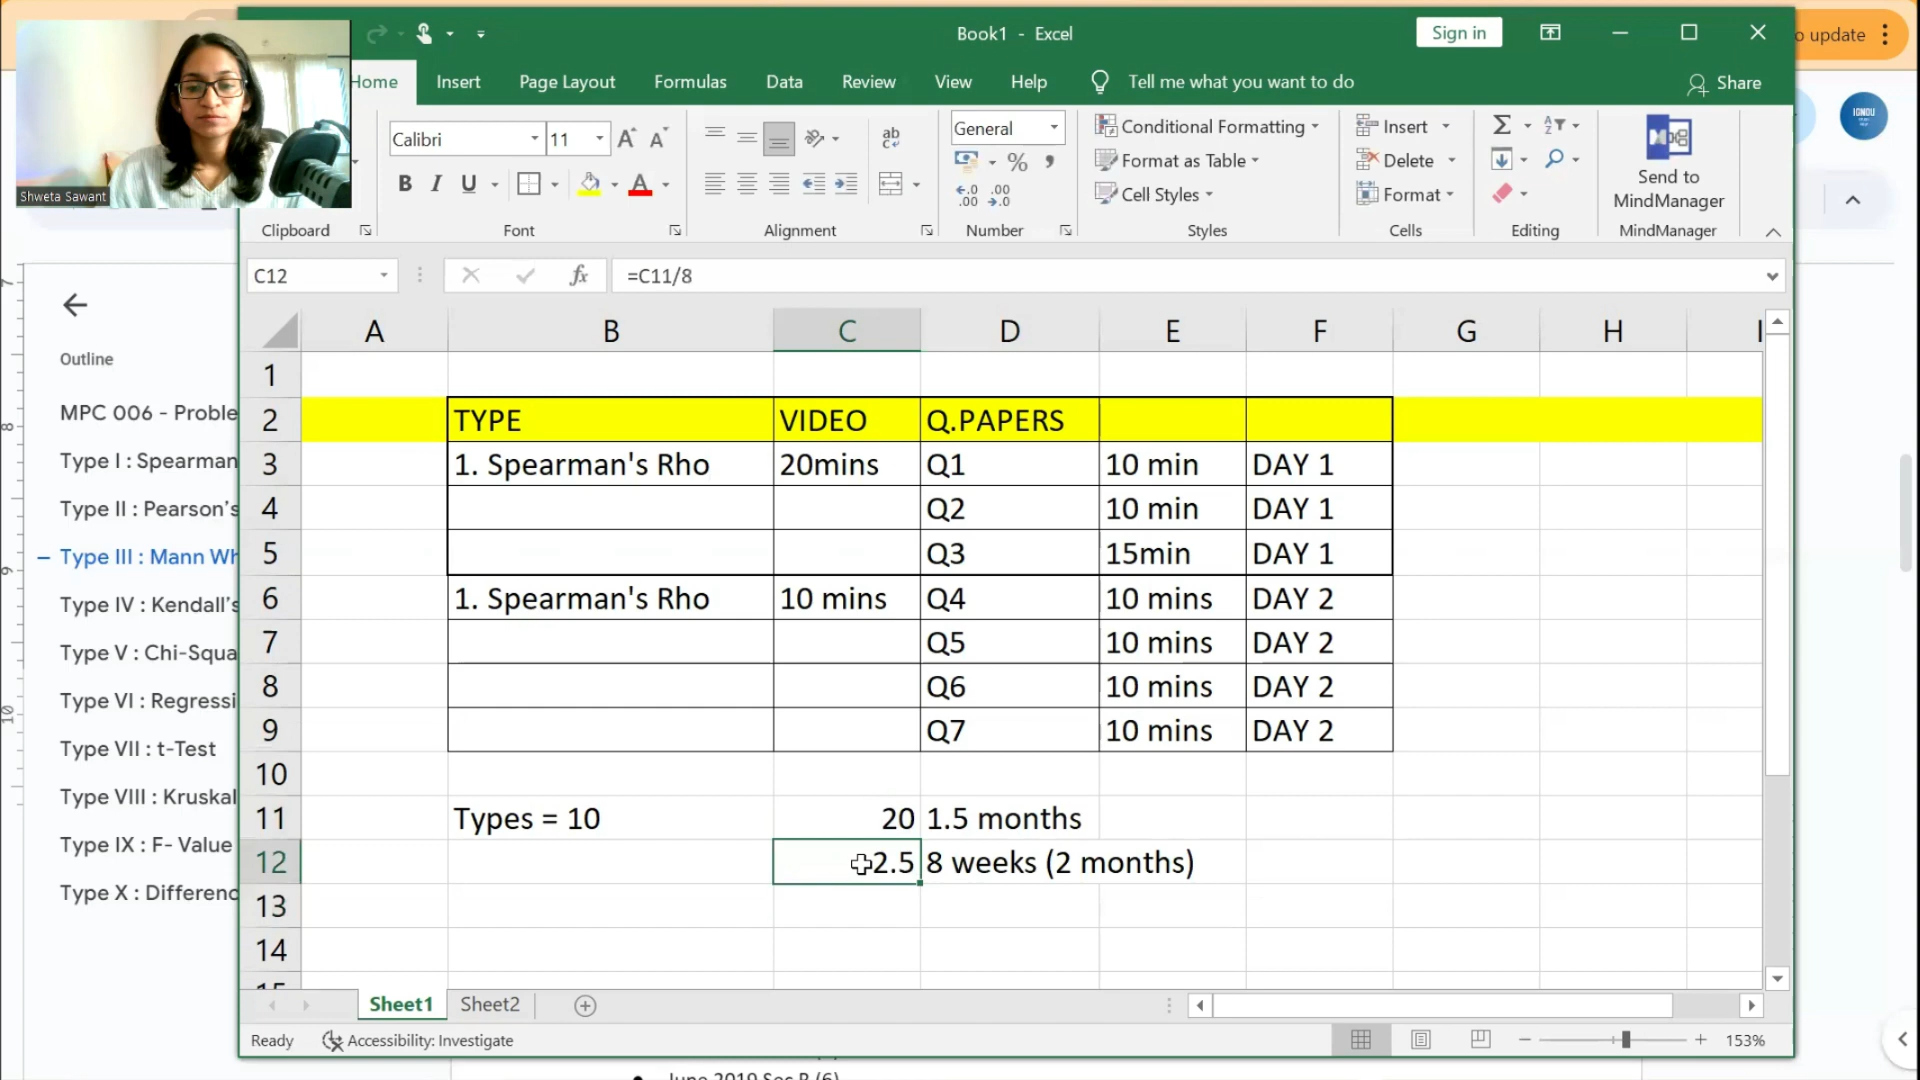 Book1 - Excel
Sign in
o update
Home Insert Page Layout Formulas Data Review View Help Tell me what you want to do
Share
Shweta Sawant
Calibri 11
General
Conditional Formatting
Format as Table
Cell Styles
Insert
Delete
Format
Send to
MindManager
Clipboard Font Alignment Number Styles Cells Editing MindManager
C12 fx =C11/8
A B C D E F G H I
1
2 TYPE VIDEO Q.PAPERS
3 1. Spearman's Rho 20mins Q1 10 min DAY 1
4 Q2 10 min DAY 1
5 Q3 15min DAY 1
6 1. Spearman's Rho 10 mins Q4 10 mins DAY 2
7 Q5 10 mins DAY 2
8 Q6 10 mins DAY 2
9 Q7 10 mins DAY 2
10
11 Types = 10 20 1.5 months
12 2.5 8 weeks (2 months)
13
14
Sheet1 Sheet2
Ready Accessibility: Investigate
153%
Outline
MPC 006 - Proble
Type I : Spearman
Type II : Pearson's
Type III : Mann Wh
Type IV : Kendall's
Type V : Chi-Squa
Type VI : Regressi
Type VII : t-Test
Type VIII : Kruskal
Type IX : F- Value
Type X : Differenc
7
8
9
10
IGNOU